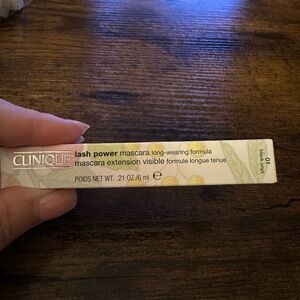 CLINIQUE
lash power mascara long-wearing formula
mascara extension visible formule longue tenue
POIDS NET WT. .21 OZ./6 ml ℮
01
black onyx